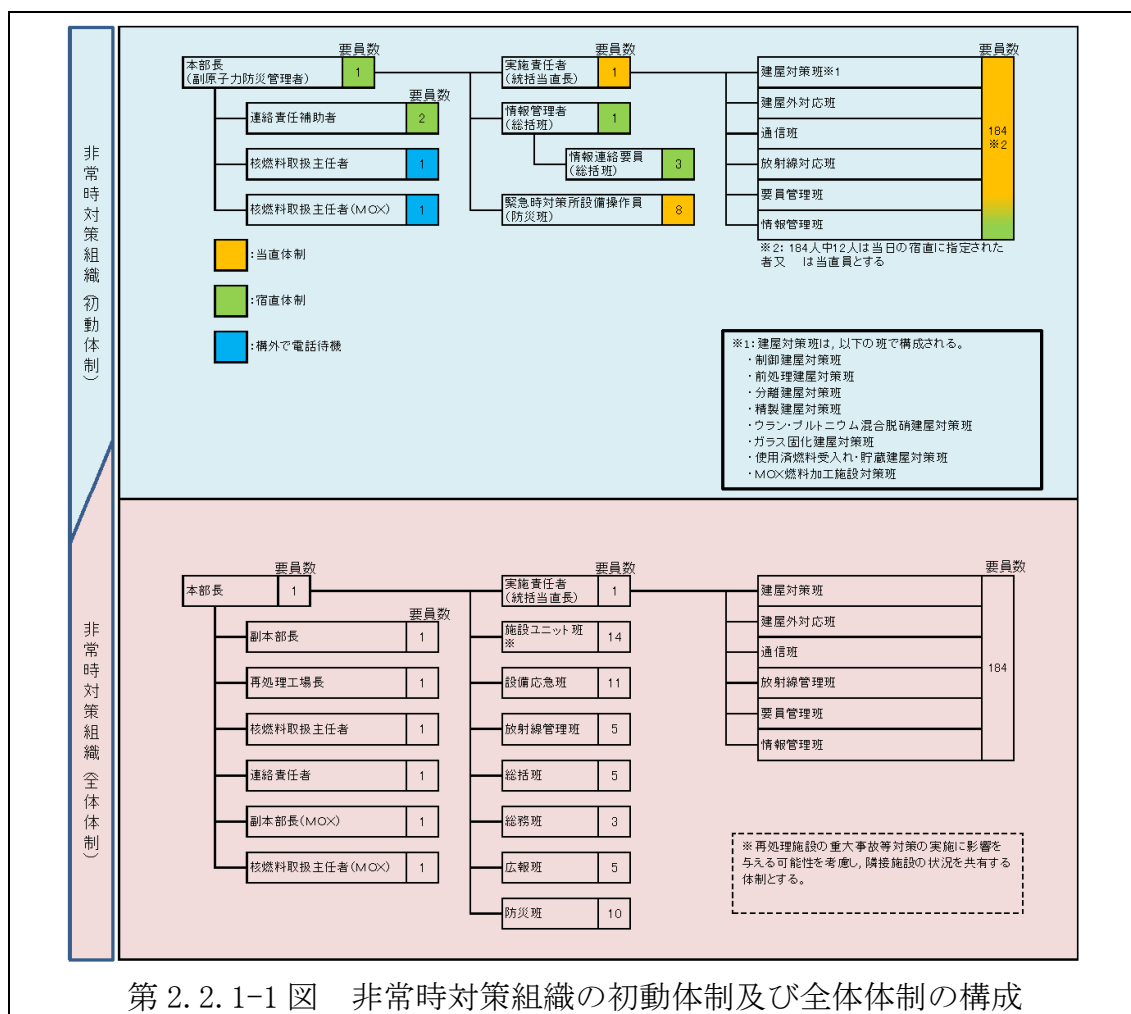 非常時対策組織（初動体制）
要員数
本部長
(副原子力防災管理者)
1
要員数
連絡責任補助者
2
核燃料取扱主任者
1
核燃料取扱主任者(MOX)
1
:当直体制
:宿直体制
:構外で電話待機
要員数
実施責任者
(統括当直長)
1
情報管理者
(総括班)
1
情報連絡要員
(総括班)
3
緊急時対策所設備操作員
(防災班)
8
要員数
建屋対策班※1
建屋外対応班
通信班
放射線対応班
要員管理班
情報管理班
184
※2
※2: 184人中12人は当日の宿直に指定された
者又　は当直員とする
※1:建屋対策班は,以下の班で構成される。
・制御建屋対策班
・前処理建屋対策班
・分離建屋対策班
・精製建屋対策班
・ウラン・プルトニウム混合脱硝建屋対策班
・ガラス固化建屋対策班
・使用済燃料受入れ・貯蔵建屋対策班
・MOX燃料加工施設対策班
非常時対策組織（全体体制）
要員数
本部長
1
要員数
副本部長
1
再処理工場長
1
核燃料取扱主任者
1
連絡責任者
1
副本部長(MOX)
1
核燃料取扱主任者(MOX)
1
要員数
実施責任者
(統括当直長)
1
施設ユニット班
※
14
設備応急班
11
放射線管理班
5
総括班
5
総務班
3
広報班
5
防災班
10
要員数
建屋対策班
建屋外対応班
通信班
放射線管理班
要員管理班
情報管理班
184
※再処理施設の重大事故等対策の実施に影響を
与える可能性を考慮し,隣接施設の状況を共有する
体制とする。
第 2.2.1-1 図　非常時対策組織の初動体制及び全体体制の構成